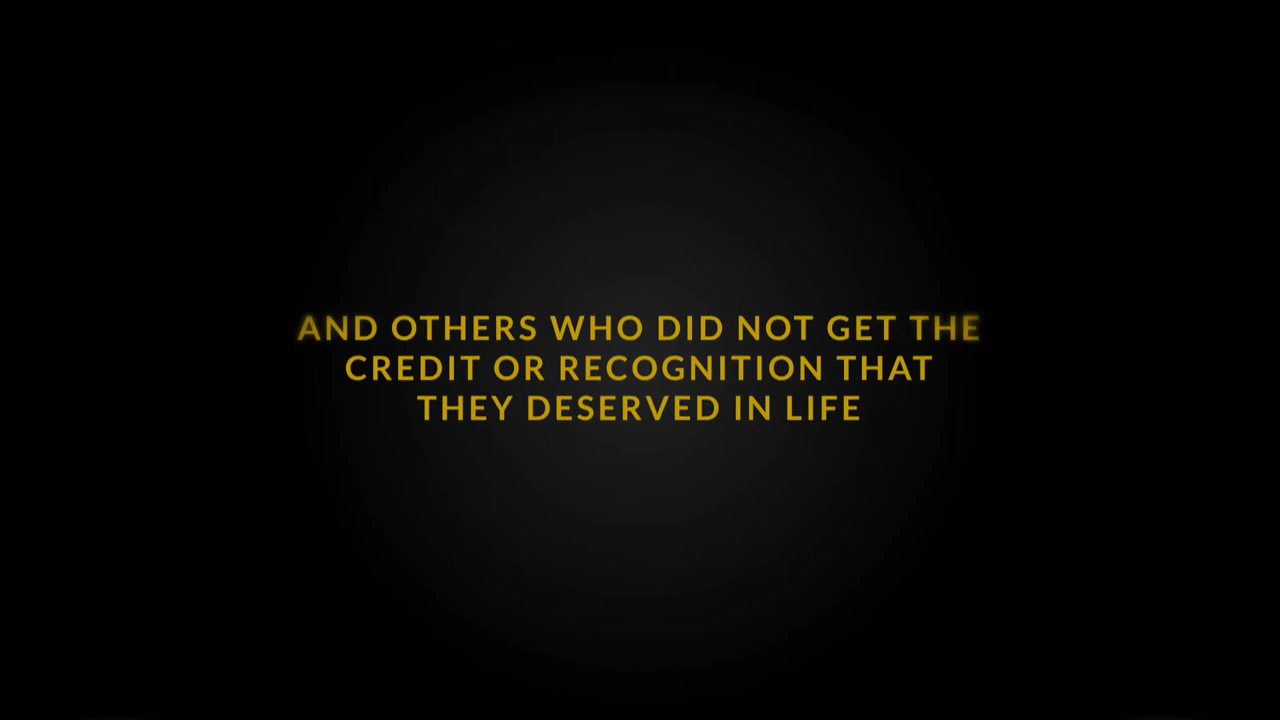 AND OTHERS WHO DID NOT GET THE
CREDIT OR RECOGNITION THAT
THEY DESERVED IN LIFE